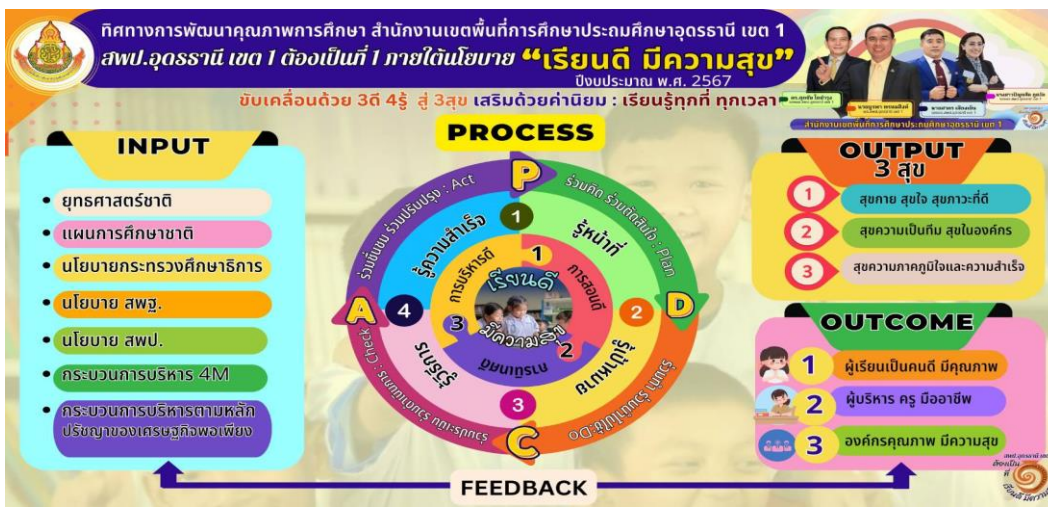 ทิศทางการพัฒนาคุณภาพการศึกษา สำนักงานเขตพื้นที่การศึกษาประถมศึกษาอุดรธานี เขต 1
สพป.อุดรธานี เขต 1 ต้องเป็นที่ 1 ภายใต้นโยบาย “เรียนดี มีความสุข”
ปีงบประมาณ พ.ศ. 2567
ขับเคลื่อนด้วย 3ดี 4รู้ สู่ 3สุข เสริมด้วยค่านิยม : เรียนรู้ทุกที่ ทุกเวลา
สำนักงานเขตพื้นที่การศึกษาประถมศึกษาอุดรธานี เขต 1
INPUT
ยุทธศาสตร์ชาติ
แผนการศึกษาชาติ
นโยบายกระทรวงศึกษาธิการ
นโยบาย สพฐ.
นโยบาย สพป.
กระบวนการบริหาร 4M
กระบวนการบริหารตามหลัก
ปรัชญาของเศรษฐกิจพอเพียง
PROCESS
P
ร่วมคิด ร่วมตัดสินใจ : Plan
D
ร่วมทำ ร่วมนำไปใช้ : Do
C
: Check
A
ร่วมชื่นชม ร่วมปรับปรุง : Act
1
รู้หน้าที่
2
รู้เป้าหมาย
3
รู้วิธีการ
4
รู้ความสำเร็จ
1
การสอนดี
2
การนิเทศดี
3
การบริหารดี
เรียนดี
มีความสุข
OUTPUT
3 สุข
1 สุขกาย สุขใจ สุขภาวะที่ดี
2 สุขความเป็นทีม สุขในองค์กร
3 สุขความภาคภูมิใจและความสำเร็จ
OUTCOME
1 ผู้เรียนเป็นคนดี มีคุณภาพ
2 ผู้บริหาร ครู มืออาชีพ
3 องค์กรคุณภาพ มีความสุข
FEEDBACK